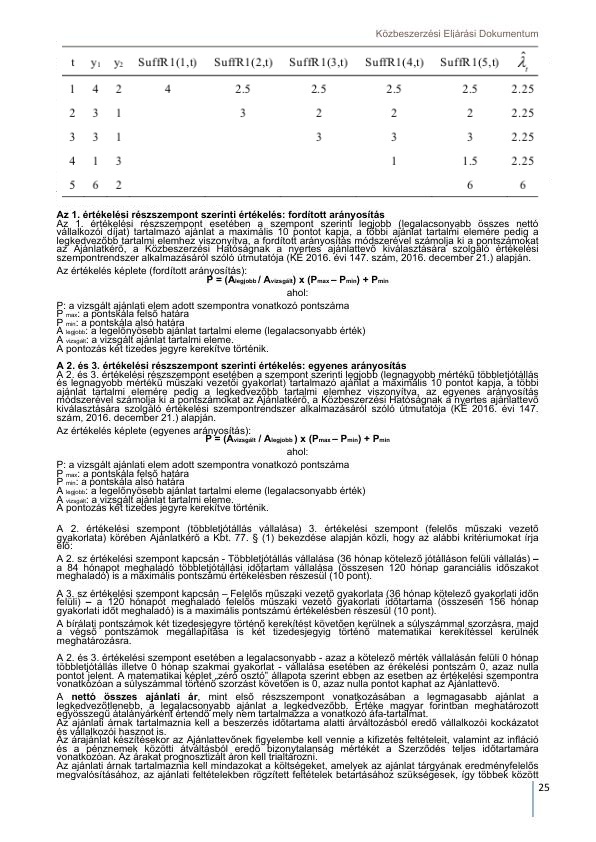 Közbeszerzési Eljárási Dokumentum
t y₁ y₂ SuffR1(1,t) SuffR1(2,t) SuffR1(3,t) SuffR1(4,t) SuffR1(5,t) λ̂ₜ
1 4 2 4 2.5 2.5 2.5 2.5 2.25
2 3 1 3 2 2 2 2.25
3 3 1 3 3 3 2.25
4 1 3 1 1.5 2.25
5 6 2 6 6
Az 1. értékelési részszempont szerinti értékelés: fordított arányosítás
Az 1. értékelési részszempont esetében a szempont szerinti legjobb (legalacsonyabb összes nettó
vállalkozói díjat) tartalmazó ajánlat a maximális 10 pontot kapja, a többi ajánlat tartalmi elemére pedig a
legkedvezőbb tartalmi elemhez viszonyítva, a fordított arányosítás módszerével számolja ki a pontszámokat
az Ajánlatkérő, a Közbeszerzési Hatóságnak a nyertes ajánlattevő kiválasztására szolgáló értékelési
szempontrendszer alkalmazásáról szóló útmutatója (KÉ 2016. évi 147. szám, 2016. december 21.) alapján.
Az értékelés képlete (fordított arányosítás):
P = (A legjobb / A vizsgált) x (P max – P min) + P min
ahol:
P: a vizsgált ajánlati elem adott szempontra vonatkozó pontszáma
P max: a pontskála felső határa
P min: a pontskála alsó határa
A legjobb: a legelőnyösebb ajánlat tartalmi eleme (legalacsonyabb érték)
A vizsgált: a vizsgált ajánlat tartalmi eleme.
A pontozás két tizedes jegyre kerekítve történik.
A 2. és 3. értékelési részszempont szerinti értékelés: egyenes arányosítás
A 2. és 3. értékelési részszempont esetében a szempont szerinti legjobb (legnagyobb mértékű többletjótállás
és legnagyobb mértékű műszaki vezetői gyakorlat) tartalmazó ajánlat a maximális 10 pontot kapja, a többi
ajánlat tartalmi elemére pedig a legkedvezőbb tartalmi elemhez viszonyítva, az egyenes arányosítás
módszerével számolja ki a pontszámokat az Ajánlatkérő, a Közbeszerzési Hatóságnak a nyertes ajánlattevő
kiválasztására szolgáló értékelési szempontrendszer alkalmazásáról szóló útmutatója (KÉ 2016. évi 147.
szám, 2016. december 21.) alapján.
Az értékelés képlete (egyenes arányosítás):
P = (A vizsgált / A legjobb) x (P max – P min) + P min
ahol:
P: a vizsgált ajánlati elem adott szempontra vonatkozó pontszáma
P max: a pontskála felső határa
P min: a pontskála alsó határa
A legjobb: a legelőnyösebb ajánlat tartalmi eleme (legalacsonyabb érték)
A vizsgált: a vizsgált ajánlat tartalmi eleme.
A pontozás két tizedes jegyre kerekítve történik.
A 2. értékelési szempont (többletjótállás vállalása) 3. értékelési szempont (felelős műszaki vezető
gyakorlata) körében Ajánlatkérő a Kbt. 77. § (1) bekezdése alapján közli, hogy az alábbi kritériumokat írja
elő:
A 2. sz értékelési szempont kapcsán - Többletjótállás vállalása (36 hónap kötelező jótálláson felüli vállalás) –
a 84 hónapot meghaladó többletjótállási időtartam vállalása (összesen 120 hónap garanciális időszakot
meghaladó) is a maximális pontszámú értékelésben részesül (10 pont).
A 3. sz értékelési szempont kapcsán – Felelős műszaki vezető gyakorlata (36 hónap kötelező gyakorlati időn
felüli) – a 120 hónapot meghaladó felelős műszaki vezető gyakorlati időtartama (összesen 156 hónap
gyakorlati időt meghaladó) is a maximális pontszámú értékelésben részesül (10 pont).
A bírálati pontszámok két tizedesjegyre történő kerekítést követően kerülnek a súlyszámmal szorzásra, majd
a végső pontszámok megállapítása is két tizedesjegyig történő matematikai kerekítéssel kerülnek
meghatározásra.
A 2. és 3. értékelési szempont esetében a legalacsonyabb - azaz a kötelező mérték vállalásán felüli 0 hónap
többletjótállás illetve 0 hónap szakmai gyakorlat - vállalása esetében az érékelési pontszám 0, azaz nulla
pontot jelent. A matematikai képlet „zéró osztó” állapota szerint ebben az esetben az értékelési szempontra
vonatkozóan a súlyszámmal történő szorzást követően is 0, azaz nulla pontot kaphat az Ajánlattevő.
A nettó összes ajánlati ár, mint első részszempont vonatkozásában a legmagasabb ajánlat a
legkedvezőtlenebb, a legalacsonyabb ajánlat a legkedvezőbb. Értéke magyar forintban meghatározott
egyösszegű átalányárként értendő mely nem tartalmazza a vonatkozó áfa-tartalmat.
Az ajánlati árnak tartalmaznia kell a beszerzés időtartama alatti árváltozásból eredő vállalkozói kockázatot
és vállalkozói hasznot is.
Az árajánlat készítésekor az Ajánlattevőnek figyelembe kell vennie a kifizetés feltételeit, valamint az infláció
és a pénznemek közötti átváltásból eredő bizonytalanság mértékét a Szerződés teljes időtartamára
vonatkozóan. Az árakat prognosztizált áron kell triáltározni.
Az ajánlati árnak tartalmaznia kell mindazokat a költségeket, amelyek az ajánlat tárgyának eredményfelelős
megvalósításához, az ajánlati feltételekben rögzített feltételek betartásához szükségesek, így többek között
25